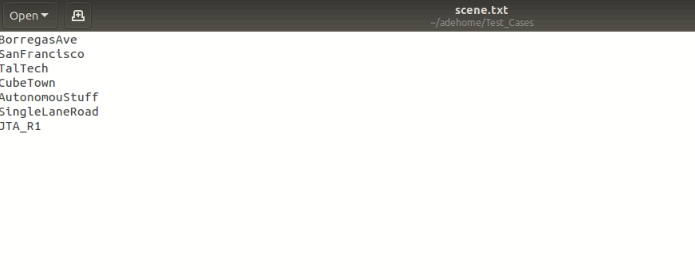 Open
scene.txt
~/adehome/Test_Cases
BorregasAve
SanFrancisco
TalTech
CubeTown
AutonomouStuff
SingleLaneRoad
JTA_R1